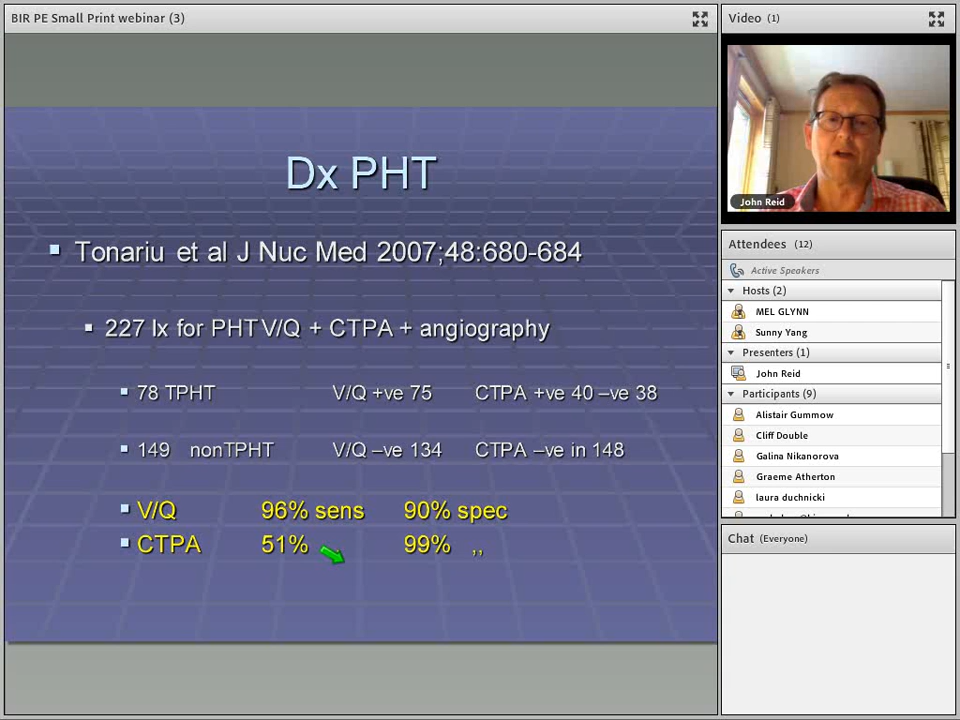 BIR PE Small Print webinar (3)
Dx PHT
Tonariu et al J Nuc Med 2007;48:680-684
227 Ix for PHT V/Q + CTPA + angiography
78 TPHT V/Q +ve 75 CTPA +ve 40 –ve 38
149 nonTPHT V/Q –ve 134 CTPA –ve in 148
V/Q 96% sens 90% spec
CTPA 51% 99% ,,
Video (1)
John Reid
Attendees (12)
Active Speakers
Hosts (2)
MEL GLYNN
Sunny Yang
Presenters (1)
John Reid
Participants (9)
Alistair Gummow
Cliff Double
Galina Nikanorova
Graeme Atherton
laura duchnicki
Chat (Everyone)